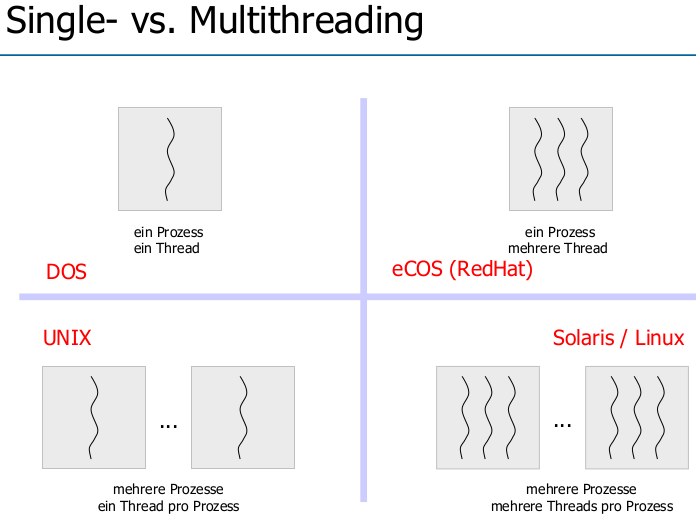 Single- vs. Multithreading
ein Prozess
ein Thread
DOS
ein Prozess
mehrere Thread
eCOS (RedHat)
UNIX
...
mehrere Prozesse
ein Thread pro Prozess
Solaris / Linux
...
mehrere Prozesse
mehrere Threads pro Prozess